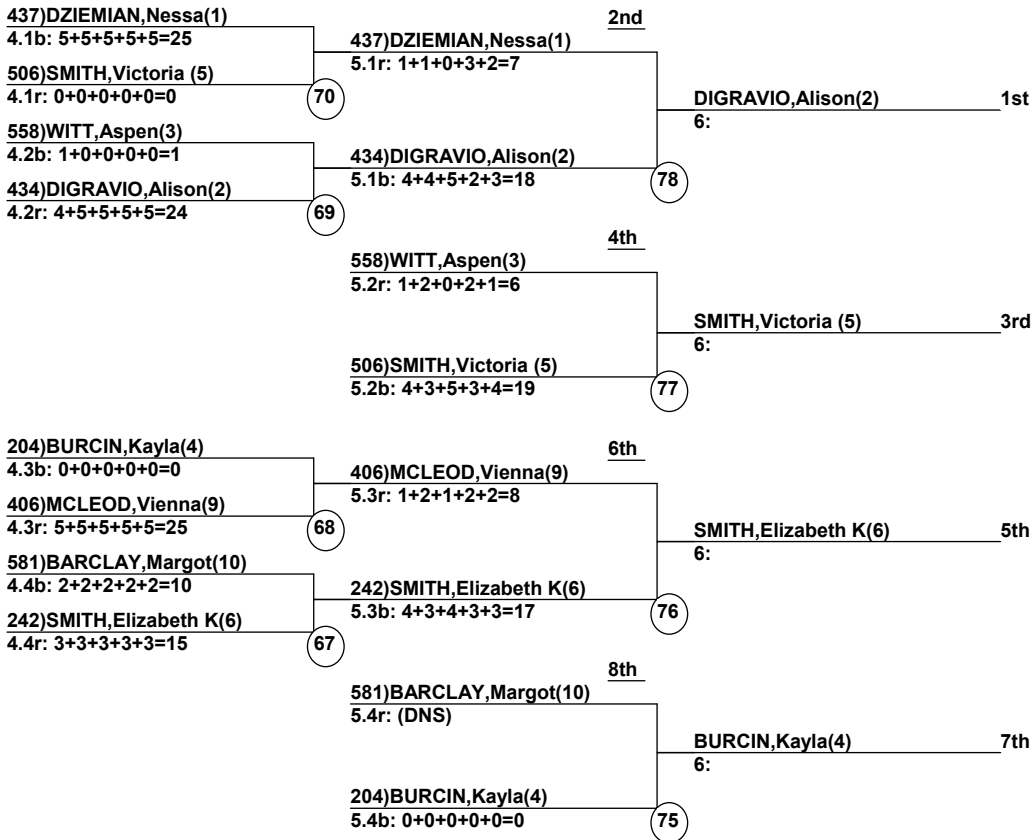 437)DZIEMIAN,Nessa(1)
4.1b: 5+5+5+5+5=25
506)SMITH,Victoria (5)
4.1r: 0+0+0+0+0=0
70
558)WITT,Aspen(3)
4.2b: 1+0+0+0+0=1
434)DIGRAVIO,Alison(2)
4.2r: 4+5+5+5+5=24
69
2nd
437)DZIEMIAN,Nessa(1)
5.1r: 1+1+0+3+2=7
434)DIGRAVIO,Alison(2)
5.1b: 4+4+5+2+3=18
78
DIGRAVIO,Alison(2)
1st
6:
4th
558)WITT,Aspen(3)
5.2r: 1+2+0+2+1=6
506)SMITH,Victoria (5)
5.2b: 4+3+5+3+4=19
77
SMITH,Victoria (5)
3rd
6:
204)BURCIN,Kayla(4)
4.3b: 0+0+0+0+0=0
406)MCLEOD,Vienna(9)
4.3r: 5+5+5+5+5=25
68
581)BARCLAY,Margot(10)
4.4b: 2+2+2+2+2=10
242)SMITH,Elizabeth K(6)
4.4r: 3+3+3+3+3=15
67
6th
406)MCLEOD,Vienna(9)
5.3r: 1+2+1+2+2=8
242)SMITH,Elizabeth K(6)
5.3b: 4+3+4+3+3=17
76
SMITH,Elizabeth K(6)
5th
6:
8th
581)BARCLAY,Margot(10)
5.4r: (DNS)
204)BURCIN,Kayla(4)
5.4b: 0+0+0+0+0=0
75
BURCIN,Kayla(4)
7th
6: